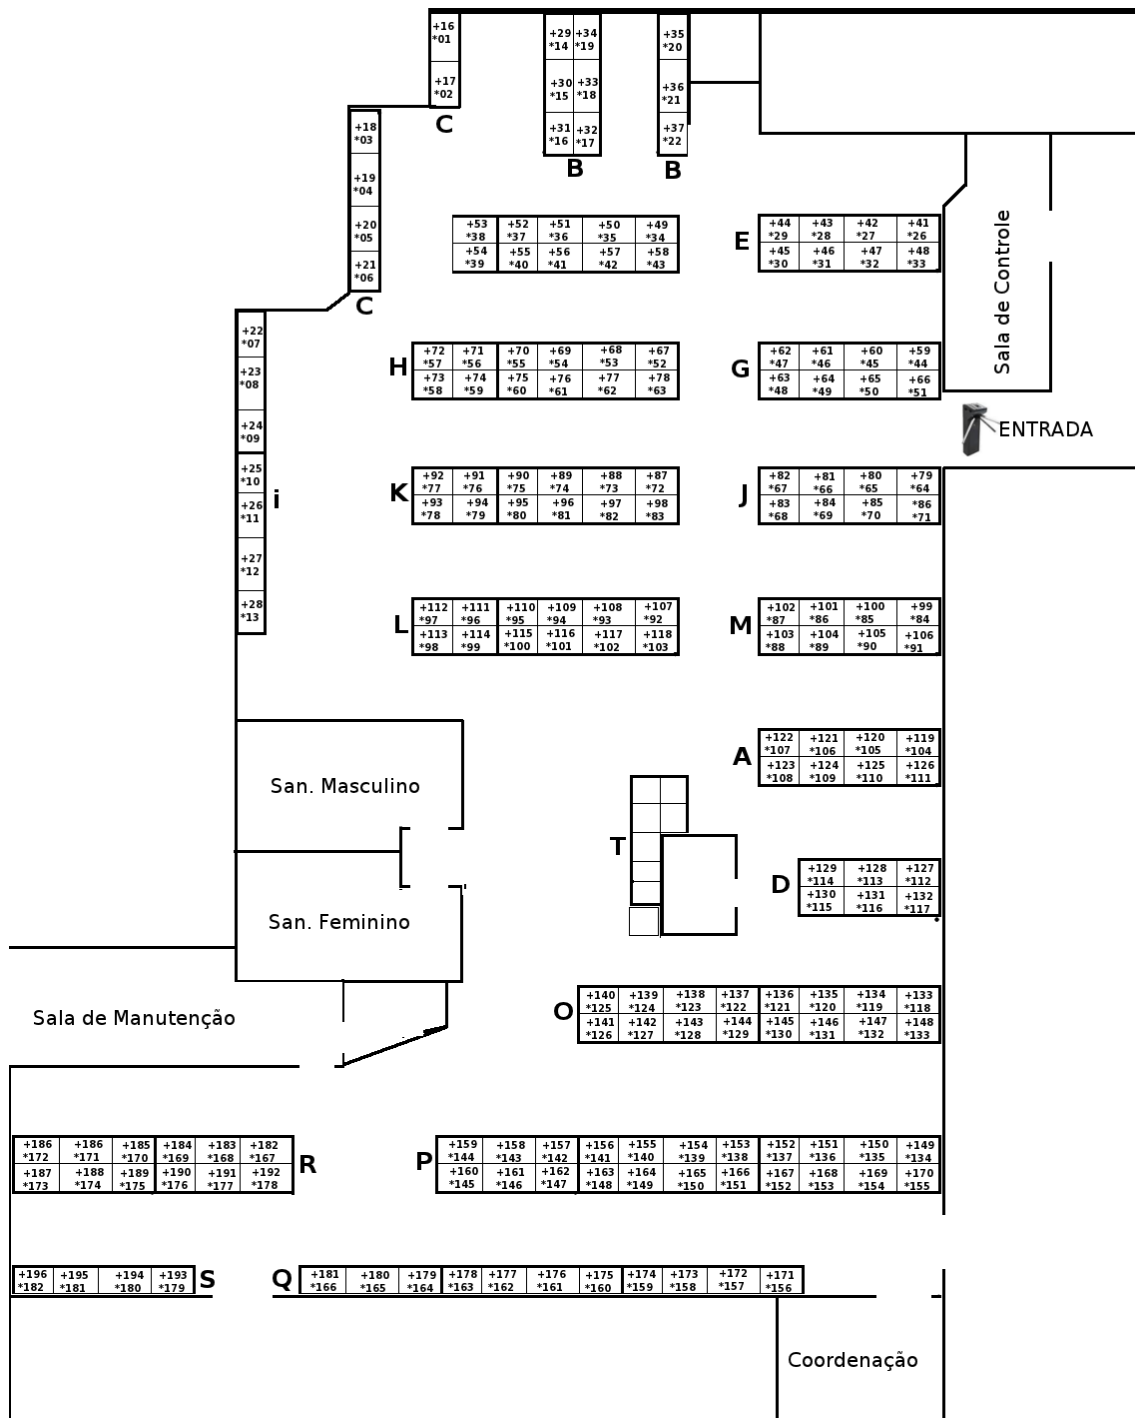 +16
*01
+17
*02
C
+29 +34
*14 *19
+30 +33
*15 *18
+31 +32
*16 *17
B
+35
*20
+36
*21
+37
*22
B
+18
*03
+19
*04
+20
*05
+21
*06
C
+53 +52 +51 +50 +49
*38 *37 *36 *35 *34
+54 +55 +56 +57 +58
*39 *40 *41 *42 *43
E
+44 +43 +42 +41
*29 *28 *27 *26
+45 +46 +47 +48
*30 *31 *32 *33
Sala de Controle
+22
*07
+23
*08
+24
*09
+25
*10
+26
*11
+27
*12
+28
*13
i
H
+72 +71 +70 +69 +68 +67
*57 *56 *55 *54 *53 *52
+73 +74 +75 +76 +77 +78
*58 *59 *60 *61 *62 *63
G
+62 +61 +60 +59
*47 *46 *45 *44
+63 +64 +65 +66
*48 *49 *50 *51
ENTRADA
K
+92 +91 +90 +89 +88 +87
*77 *76 *75 *74 *73 *72
+93 +94 +95 +96 +97 +98
*78 *79 *80 *81 *82 *83
J
+82 +81 +80 +79
*67 *66 *65 *64
+83 +84 +85 *86
*68 *69 *70 *71
L
+112 +111 +110 +109 +108 +107
*97 *96 *95 *94 *93 *92
+113 +114 +115 +116 +117 +118
*98 *99 *100 *101 *102 *103
M
+102 +101 +100 +99
*87 *86 *85 *84
+103 +104 +105 +106
*88 *89 *90 *91
A
+122 +121 +120 +119
*107 *106 *105 *104
+123 +124 +125 +126
*108 *109 *110 *111
San. Masculino
T
D
+129 +128 +127
*114 *113 *112
+130 +131 +132
*115 *116 *117
San. Feminino
Sala de Manutenção
O
+140 +139 +138 +137 +136 +135 +134 +133
*125 *124 *123 *122 *121 *120 *119 *118
+141 +142 +143 +144 +145 +146 +147 +148
*126 *127 *128 *129 *130 *131 *132 *133
+186 +186 +185 +184 +183 +182
*172 *171 *170 *169 *168 *167
+187 +188 +189 +190 +191 +192
*173 *174 *175 *176 *177 *178
R
P
+159 +158 +157 +156 +155 +154 +153 +152 +151 +150 +149
*144 *143 *142 *141 *140 *139 *138 *137 *136 *135 *134
+160 +161 +162 +163 +164 +165 +166 +167 +168 +169 +170
*145 *146 *147 *148 *149 *150 *151 *152 *153 *154 *155
+196 +195 +194 +193
*182 *181 *180 *179
S
Q
+181 +180 +179 +178 +177 +176 +175 +174 +173 +172 +171
*166 *165 *164 *163 *162 *161 *160 *159 *158 *157 *156
Coordenação